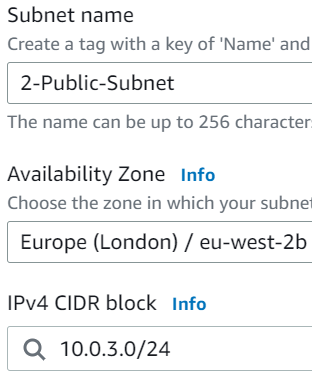 Subnet name
Create a tag with a key of 'Name' and
2-Public-Subnet
The name can be up to 256 characters
Availability Zone Info
Choose the zone in which your subnet
Europe (London) / eu-west-2b
IPv4 CIDR block Info
10.0.3.0/24